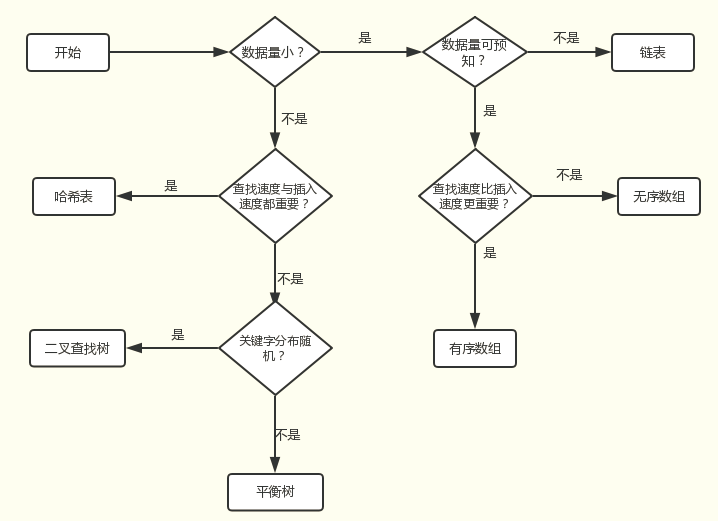 开始
数据量小？
是
数据量可预
知？
不是
链表
不是
是
哈希表
是
查找速度与插入
速度都重要？
查找速度比插入
速度更重要？
不是
无序数组
不是
是
二叉查找树
是
关键字分布随
机？
有序数组
不是
平衡树